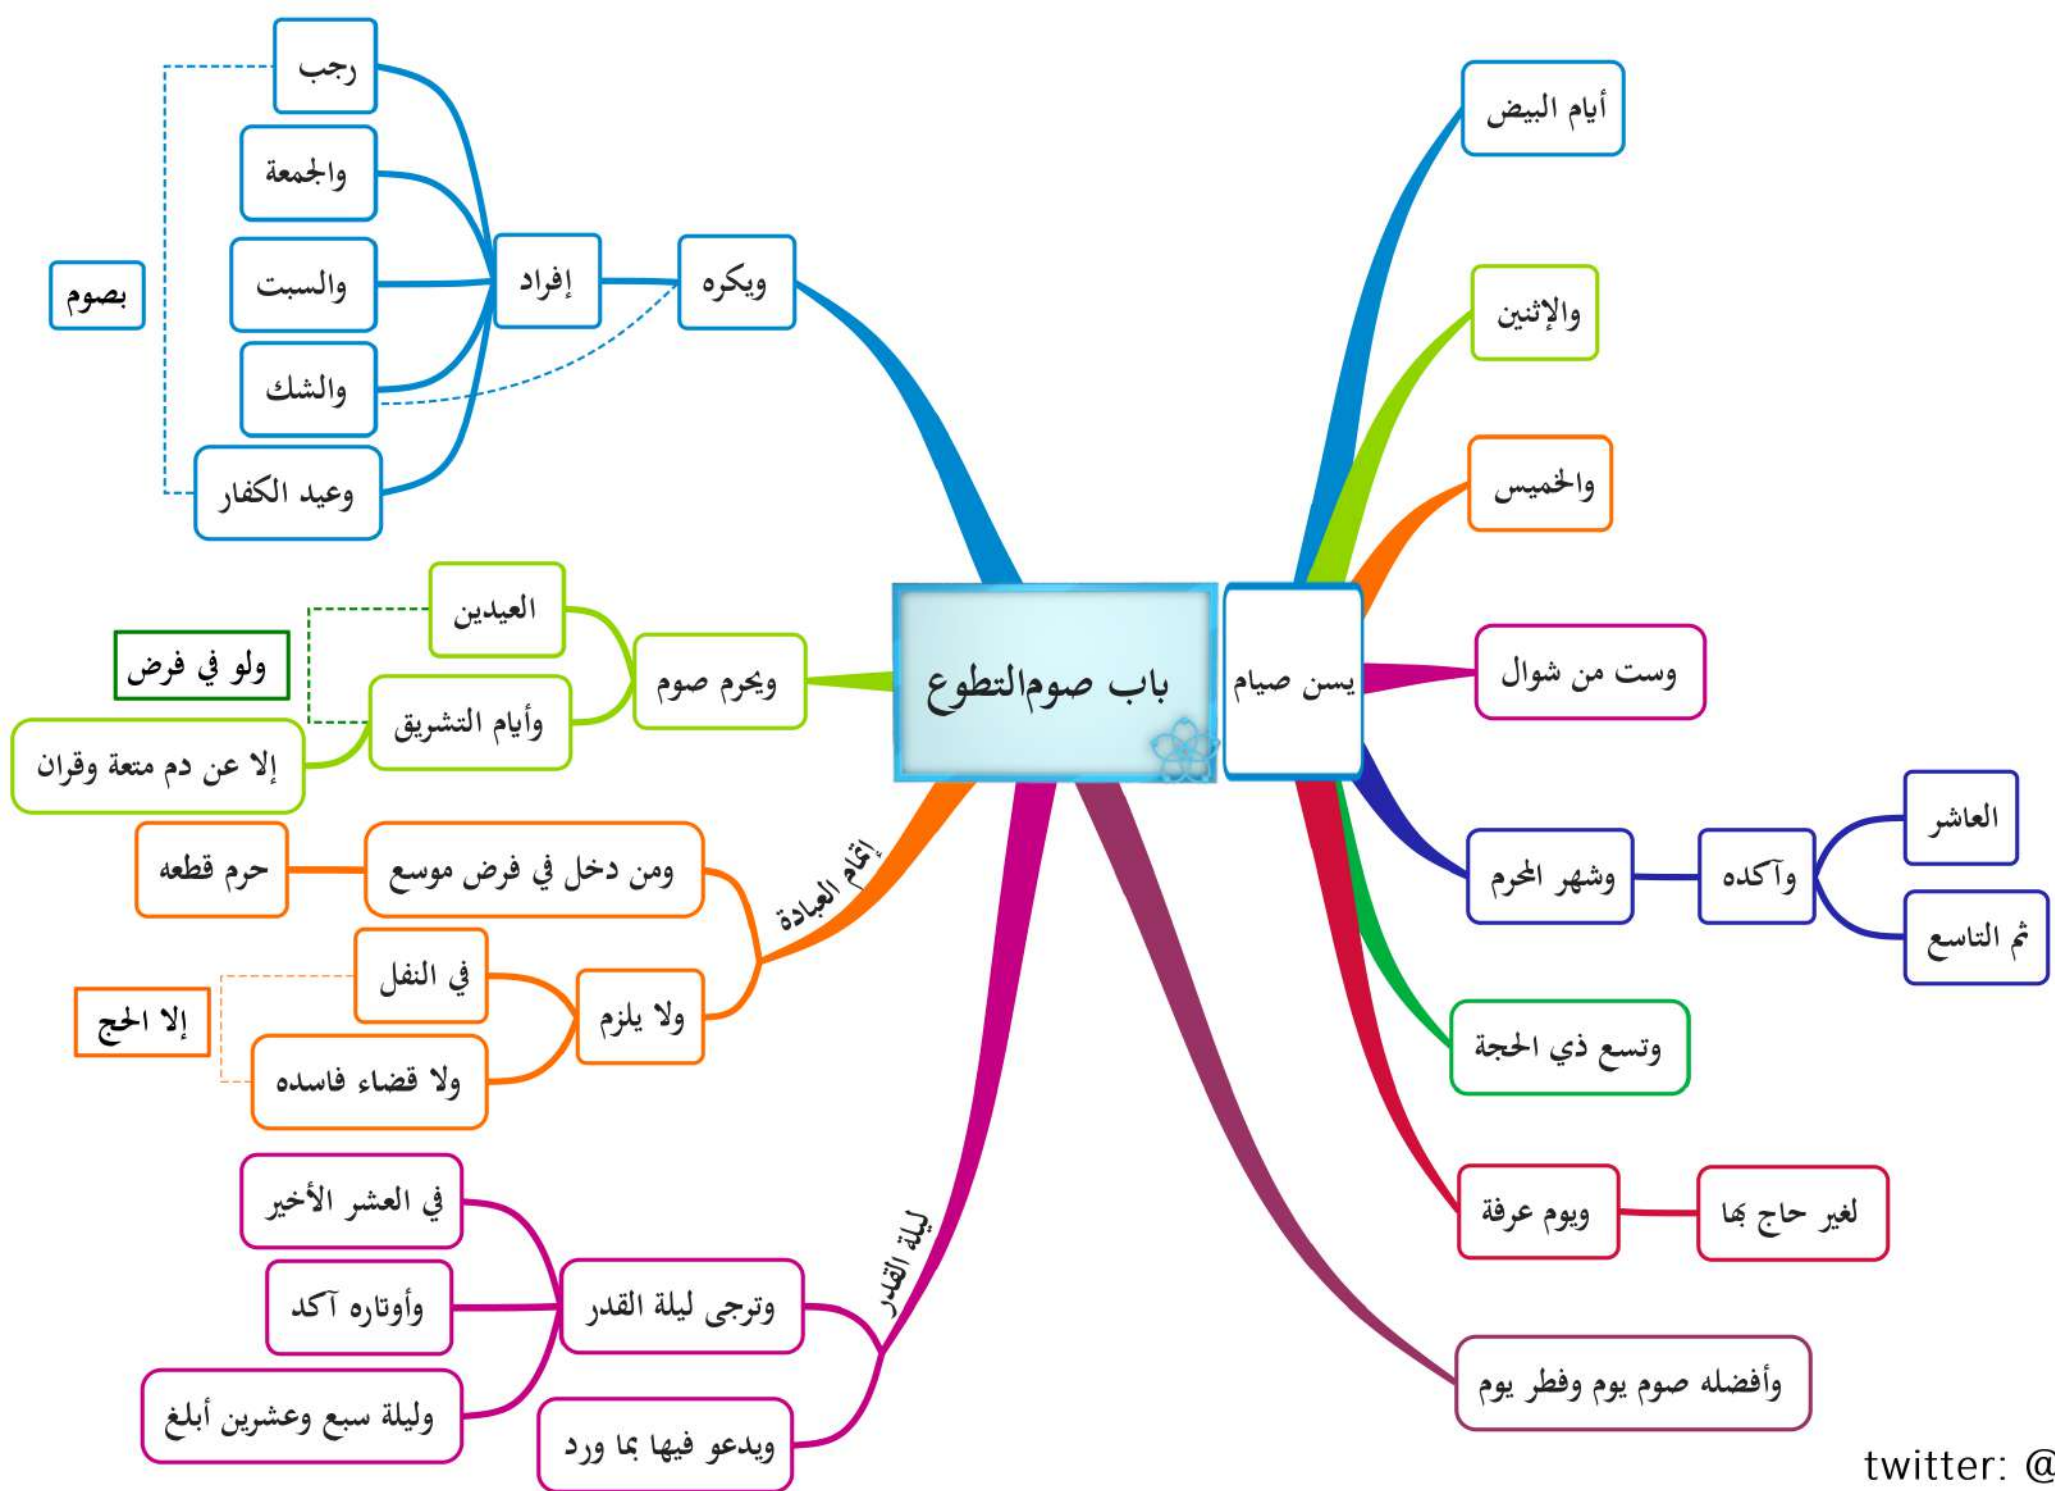 باب صوم التطوع
يسن صيام
أيام البيض
والإثنين
والخميس
وست من شوال
وشهر المحرم
وآكده
العاشر
ثم التاسع
وتسع ذي الحجة
ويوم عرفة
لغير حاج بها
وأفضله صوم يوم وفطر يوم
ويكره
إفراد
رجب
والجمعة
والسبت
والشك
وعيد الكفار
بصوم
ويحرم صوم
العيدين
وأيام التشريق
ولو في فرض
إلا عن دم متعة وقران
إتمام العبادة
ومن دخل في فرض موسع
حرم قطعه
ولا يلزم
في النفل
ولا قضاء فاسده
إلا الحج
ليلة القدر
وترجى ليلة القدر
في العشر الأخير
وأوتاره آكد
وليلة سبع وعشرين أبلغ
ويدعو فيها بما ورد
twitter: @